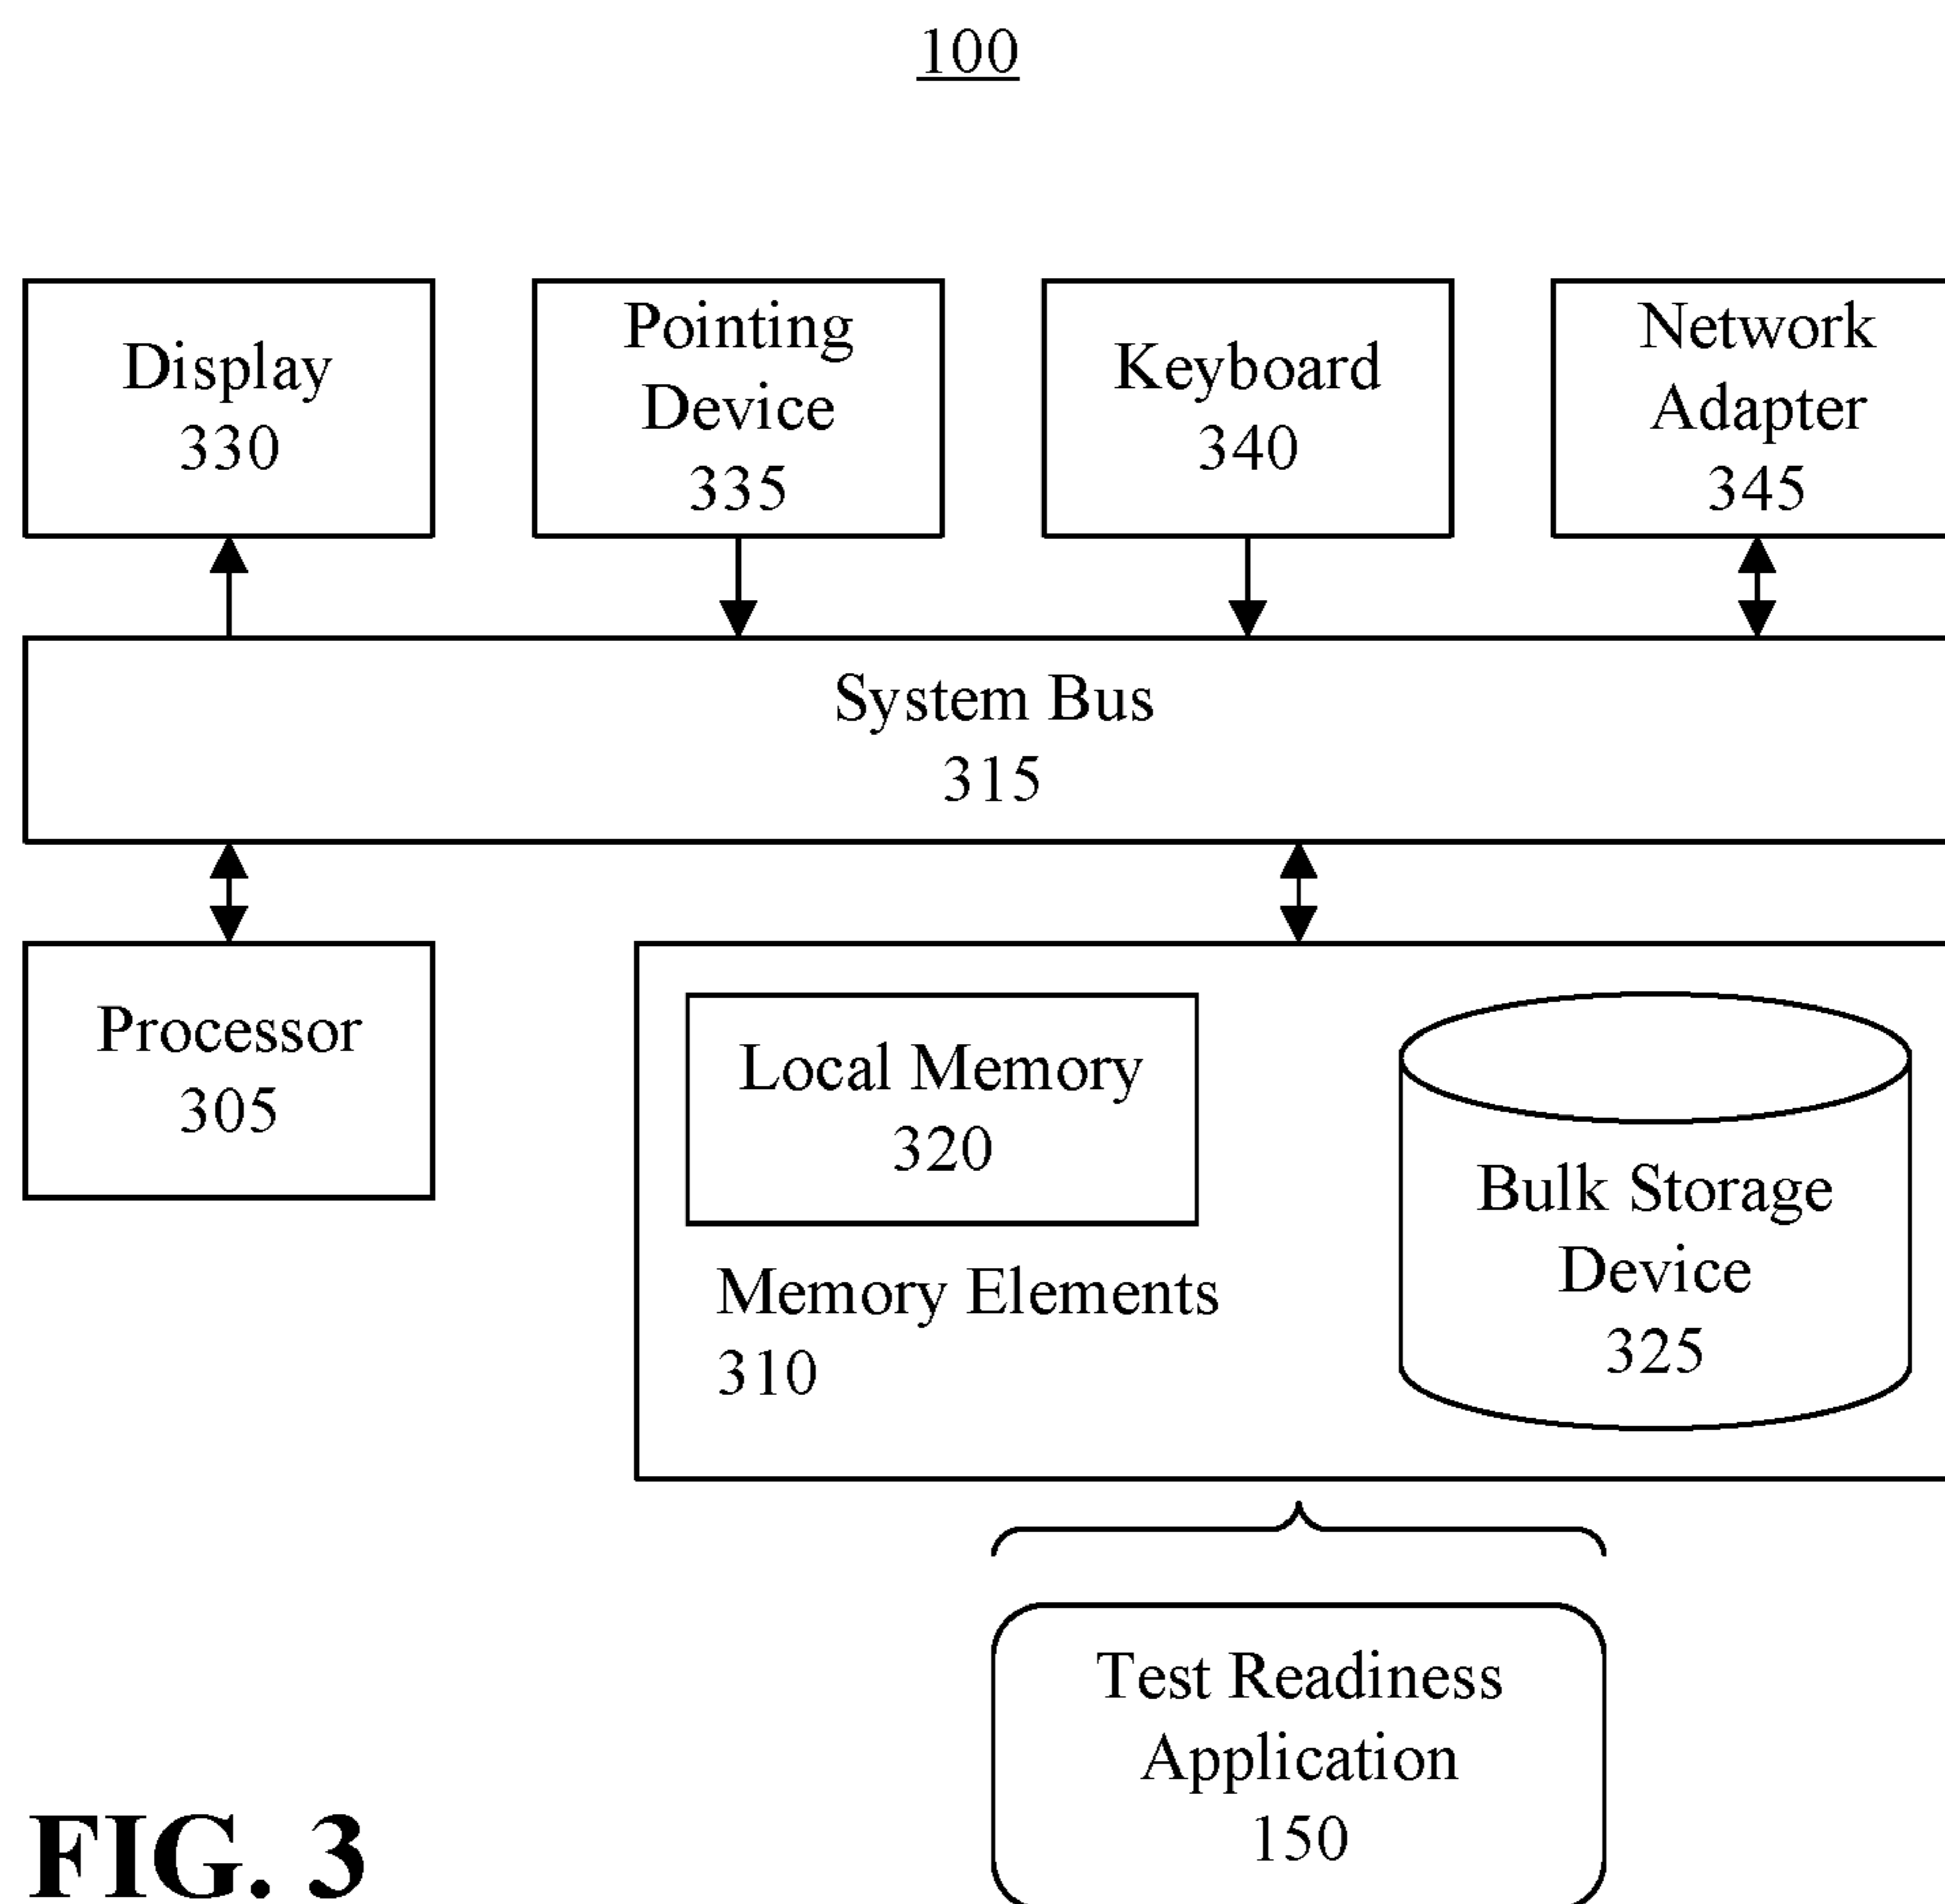 100
Display
330
Pointing
Device
335
Keyboard
340
Network
Adapter
345
System Bus
315
Processor
305
Local Memory
320
Memory Elements
310
Bulk Storage
Device
325
Test Readiness
Application
150
FIG. 3